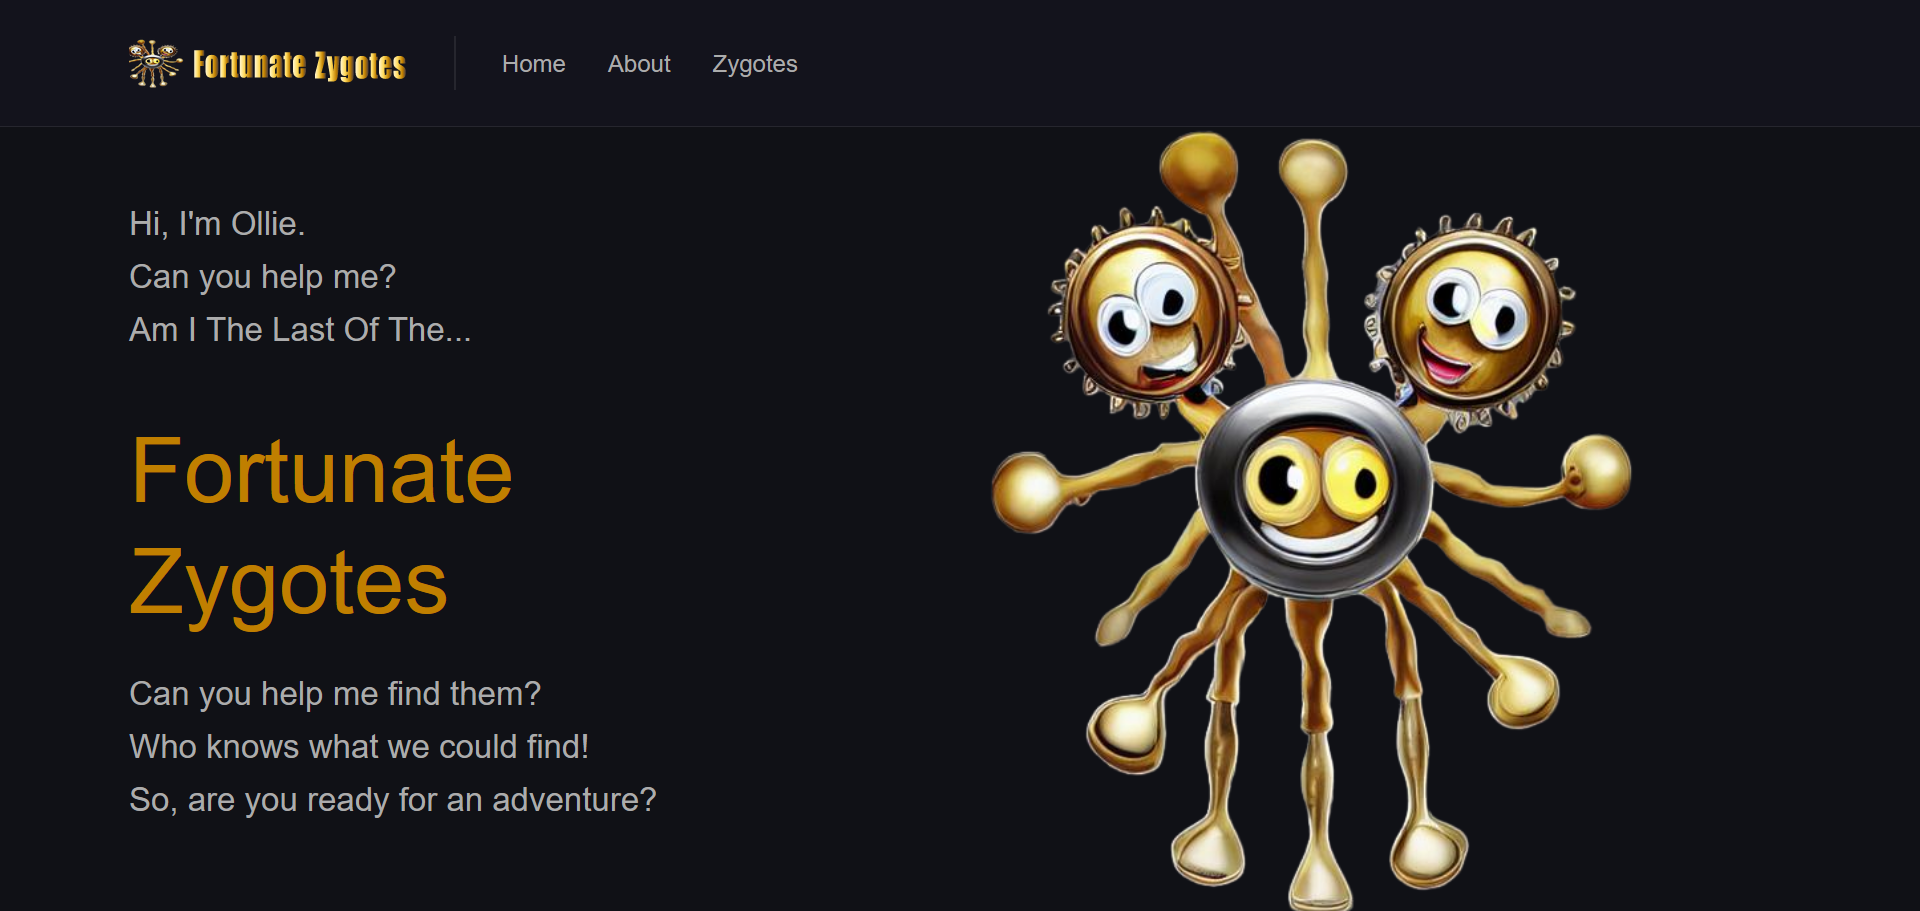 Fortunate Zygotes
Home About Zygotes
Hi, I'm Ollie.
Can you help me?
Am I The Last Of The...
Fortunate
Zygotes
Can you help me find them?
Who knows what we could find!
So, are you ready for an adventure?